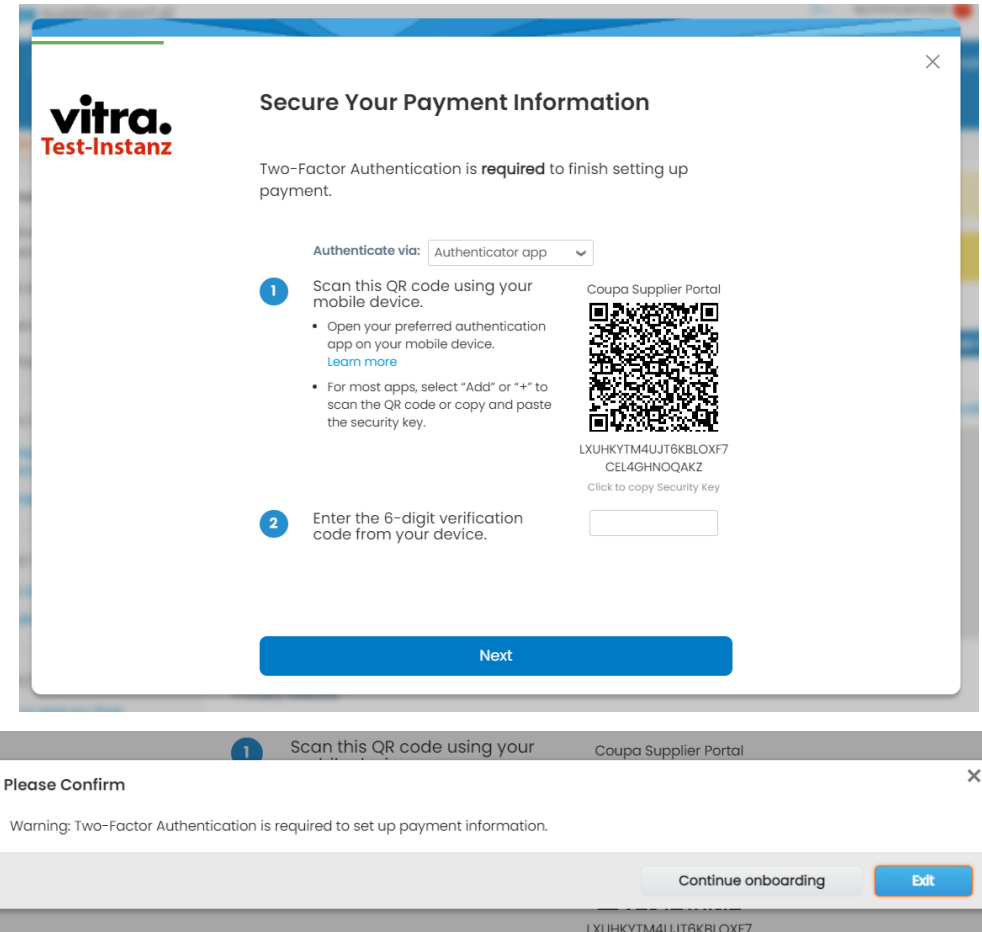 Secure Your Payment Information
vitra.
Test-Instanz
Two-Factor Authentication is required to finish setting up
payment.
Authenticate via: Authenticator app
1 Scan this QR code using your
mobile device.
Coupa Supplier Portal
• Open your preferred authentication
app on your mobile device.
Learn more
• For most apps, select “Add” or “+” to
scan the QR code or copy and paste
the security key.
LXUHKYTM4UJT6KBLOXF7
CEL4GHNOQAKZ
Click to copy Security Key
2 Enter the 6-digit verification
code from your device.
Next
1 Scan this QR code using your
Coupa Supplier Portal
Please Confirm
Warning: Two-Factor Authentication is required to set up payment information.
Continue onboarding
Exit
LXUHKYTM4UJT6KBLOXF7